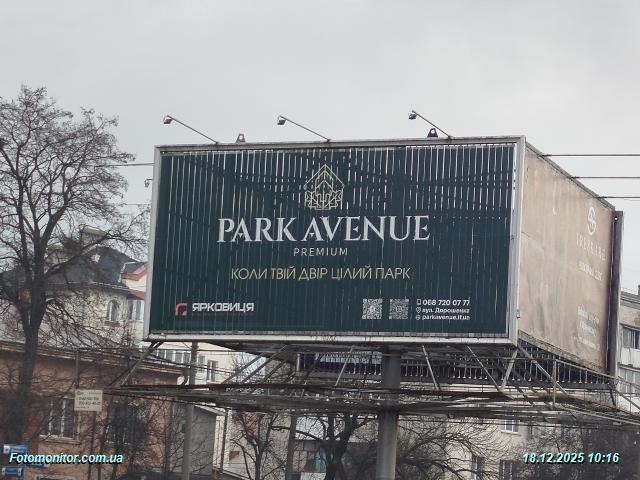 PARK AVENUE
PREMIUM
КОЛИ ТВІЙ ДВІР ЦІЛИЙ ПАРК
ЯРКОВИЦЯ
068 720 07 77
вул. Дорошенка
parkavenue.if.ua
Fotomonitor.com.ua
18.12.2025 10:16